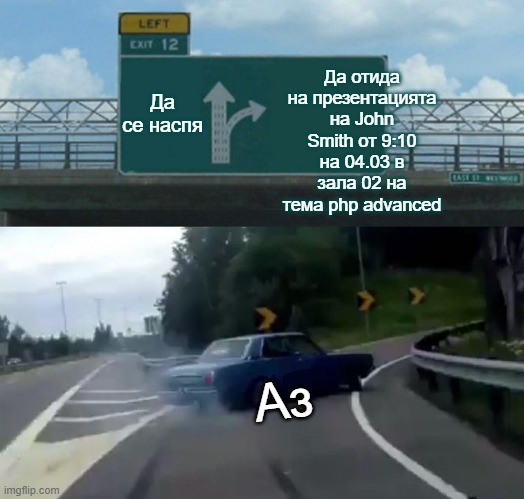 LEFT
EXIT 12
Да
се наспя
Да отида
на презентацията
на John
Smith от 9:10
на 04.03 в
зала 02 на
тема php advanced
Аз
imgflip.com